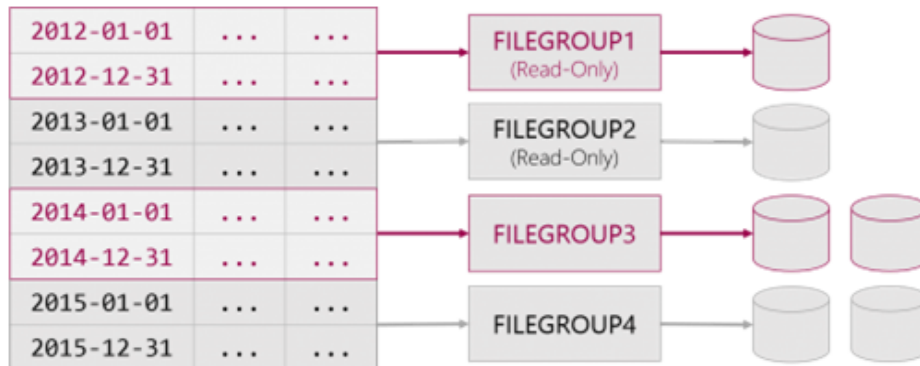 2012-01-01 ... ...
2012-12-31 ... ...
FILEGROUP1
(Read-Only)
2013-01-01 ... ...
2013-12-31 ... ...
FILEGROUP2
(Read-Only)
2014-01-01 ... ...
2014-12-31 ... ...
FILEGROUP3
2015-01-01 ... ...
2015-12-31 ... ...
FILEGROUP4